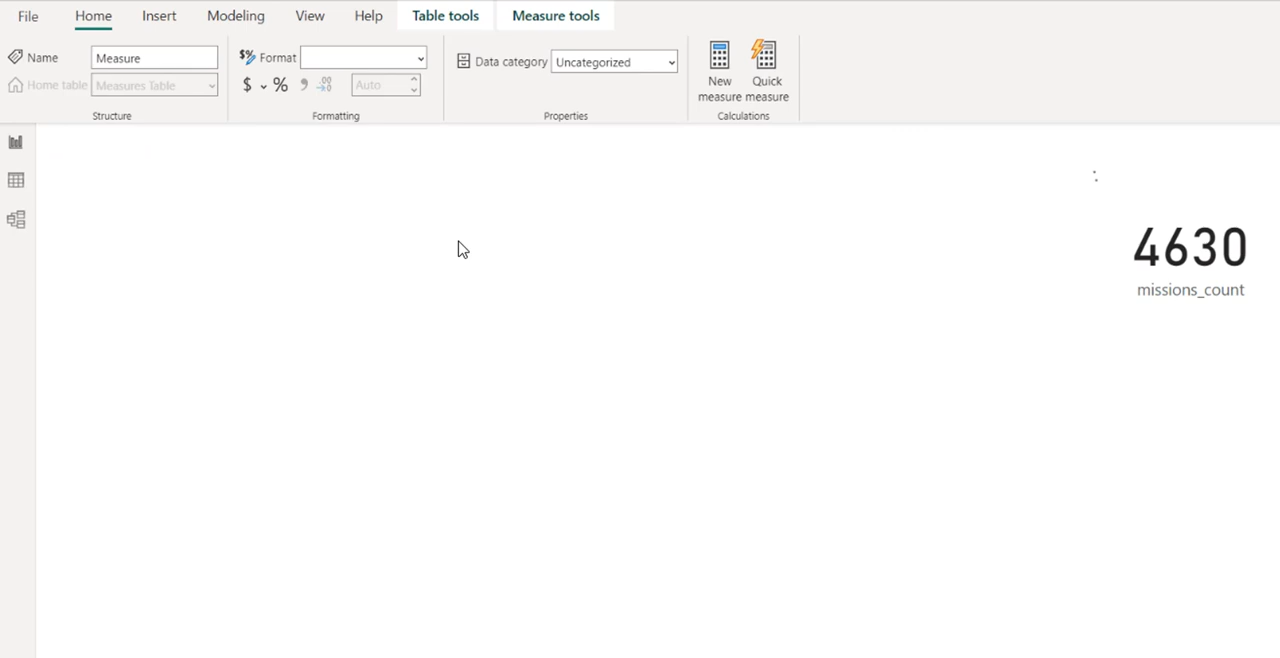 File Home Insert Modeling View Help Table tools Measure tools
Name Measure
Home table Measures Table
Structure
$% Format
$ % , .00 Auto
Formatting
Data category Uncategorized
Properties
New measure
Quick measure
Calculations
4630
missions_count